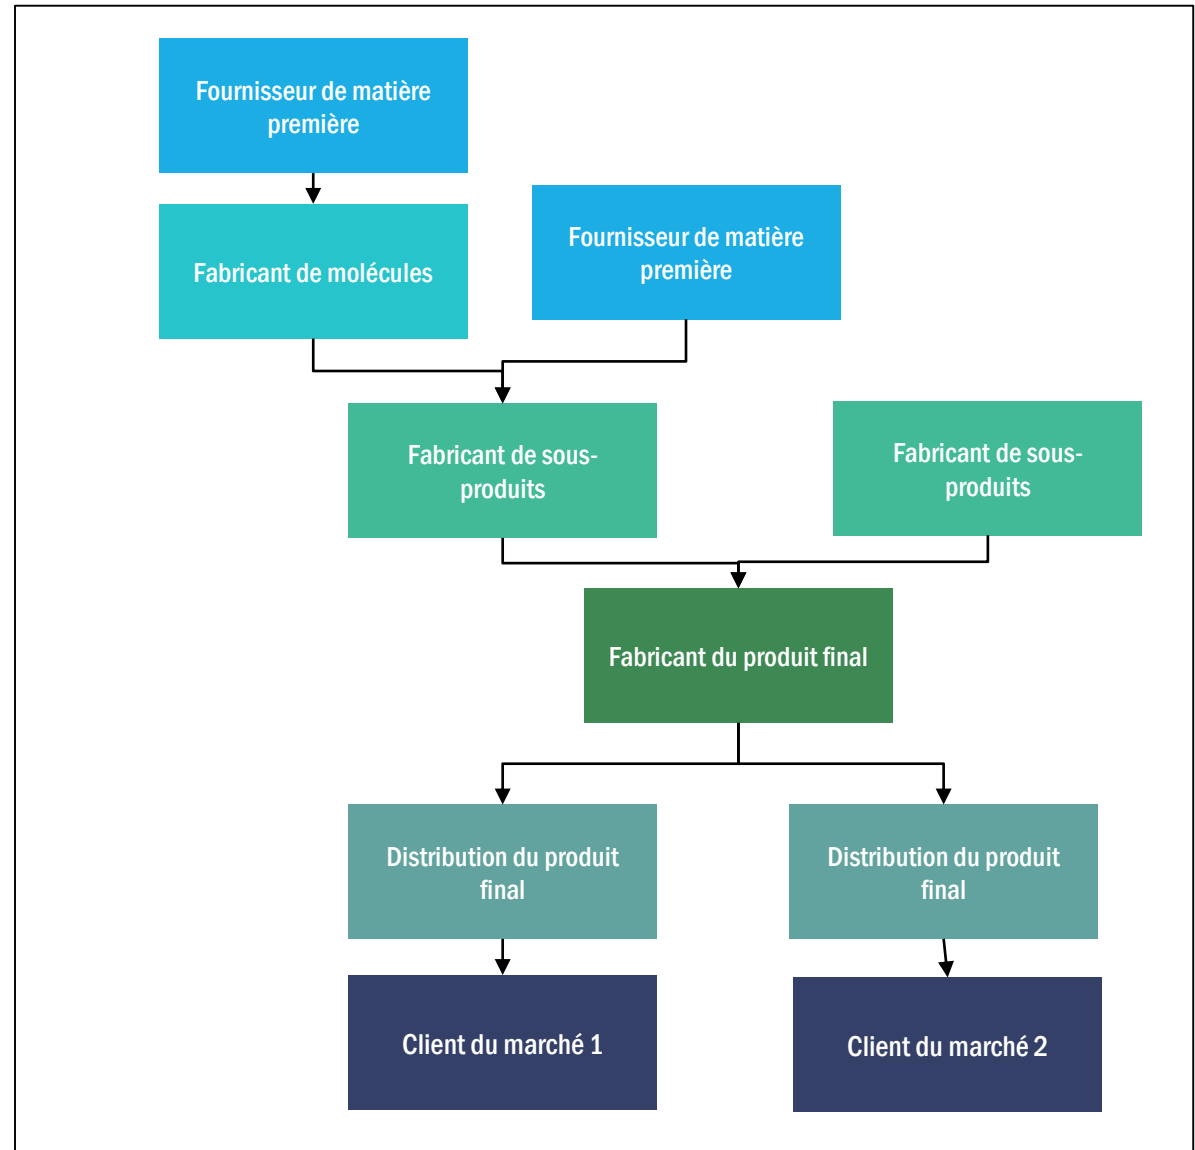 Fournisseur de matière
première
Fabricant de molécules
Fournisseur de matière
première
Fabricant de sous-
produits
Fabricant de sous-
produits
Fabricant du produit final
Distribution du produit
final
Distribution du produit
final
Client du marché 1
Client du marché 2